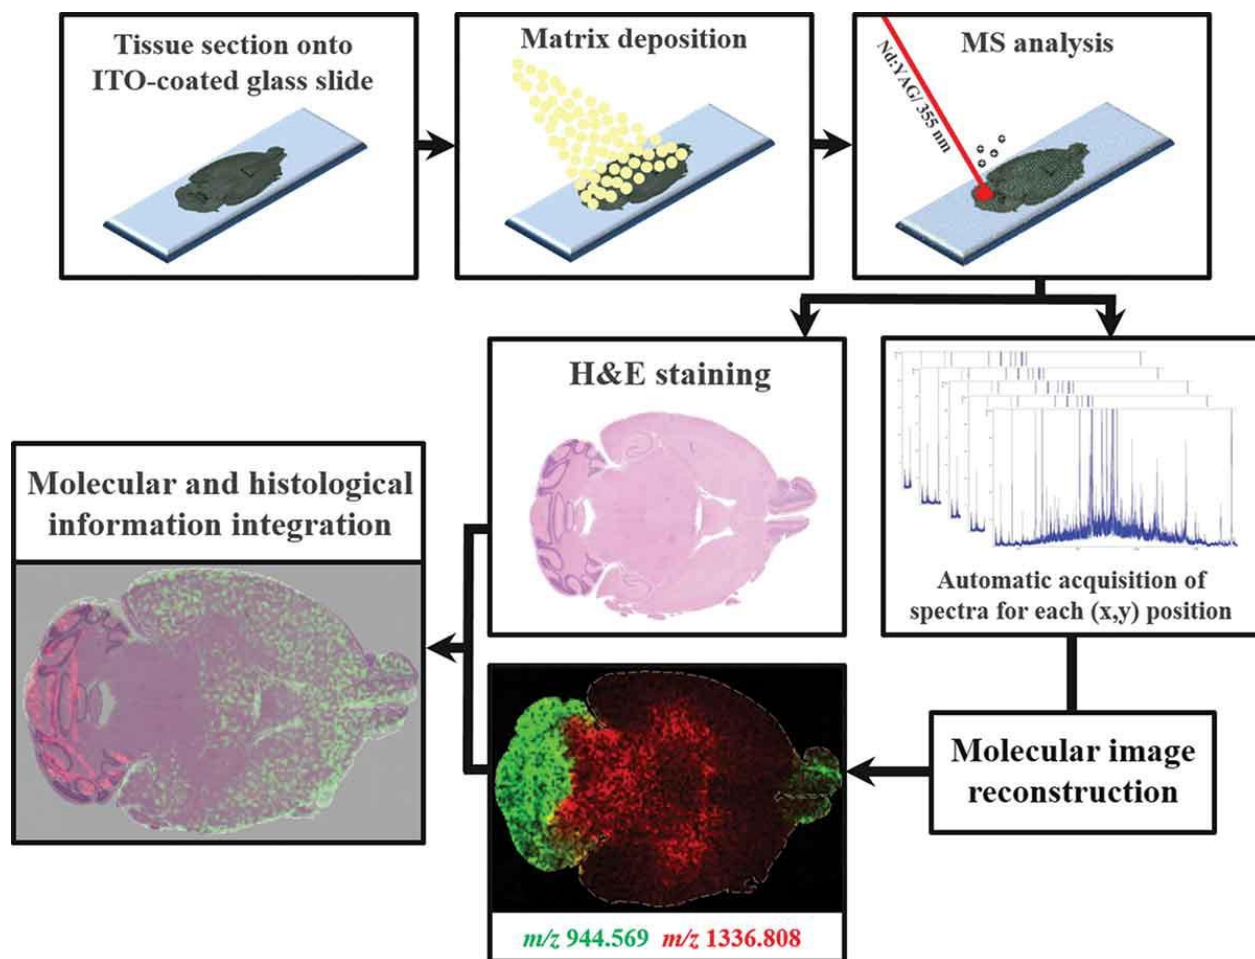 Tissue section onto
ITO-coated glass slide
Matrix deposition
MS analysis
Nd:YAG/ 355 nm
H&E staining
Automatic acquisition of
spectra for each (x,y) position
Molecular and histological
information integration
Molecular image
reconstruction
m/z 944.569 m/z 1336.808